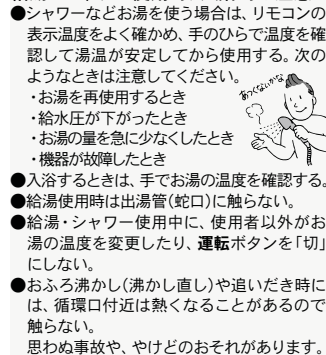 ●シャワーなどお湯を使う場合は、リモコンの
表示温度をよく確かめ、手のひらで温度を確
認して湯温が安定してから使用する。次の
ようなときは注意してください。
・お湯を再使用するとき
あつくないかな
・給水圧が下がったとき
・お湯の量を急に少なくしたとき
・機器が故障したとき
●入浴するときは、手でお湯の温度を確認する。
●給湯使用時は出湯管(蛇口)に触らない。
●給湯・シャワー使用中に、使用者以外がお
湯の温度を変更したり、運転ボタンを「切」
にしない。
●おふろ沸かし(沸かし直し)や追いだき時に
は、循環口付近は熱くなることがあるので
触らない。
思わぬ事故や、やけどのおそれがあります。